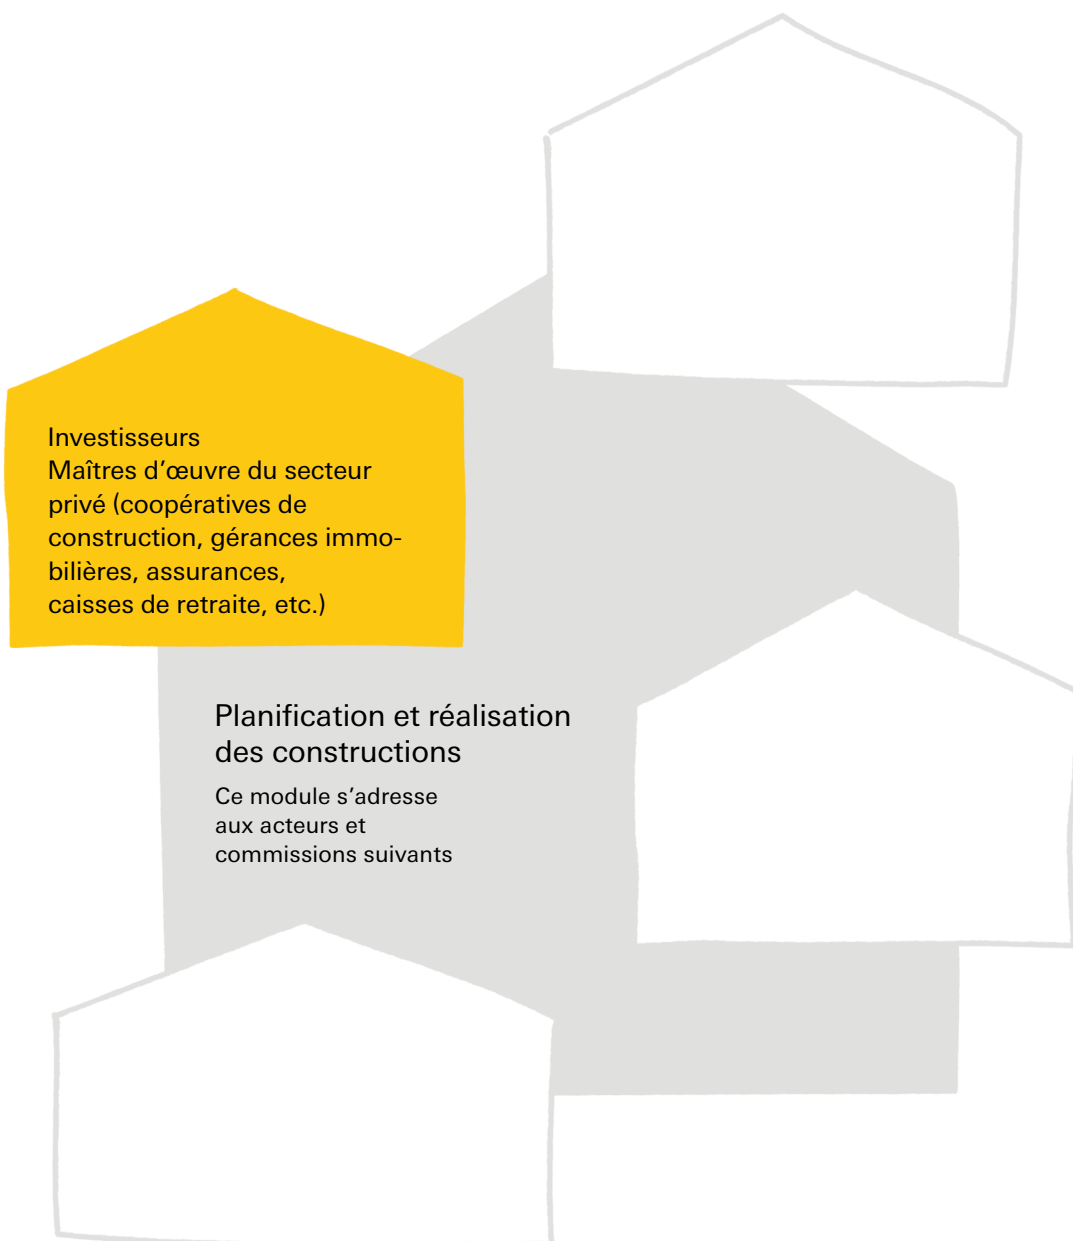 Investisseurs
Maîtres d’œuvre du secteur
privé (coopératives de
construction, gérances immo-
bilières, assurances,
caisses de retraite, etc.)
Planification et réalisation
des constructions
Ce module s’adresse
aux acteurs et
commissions suivants